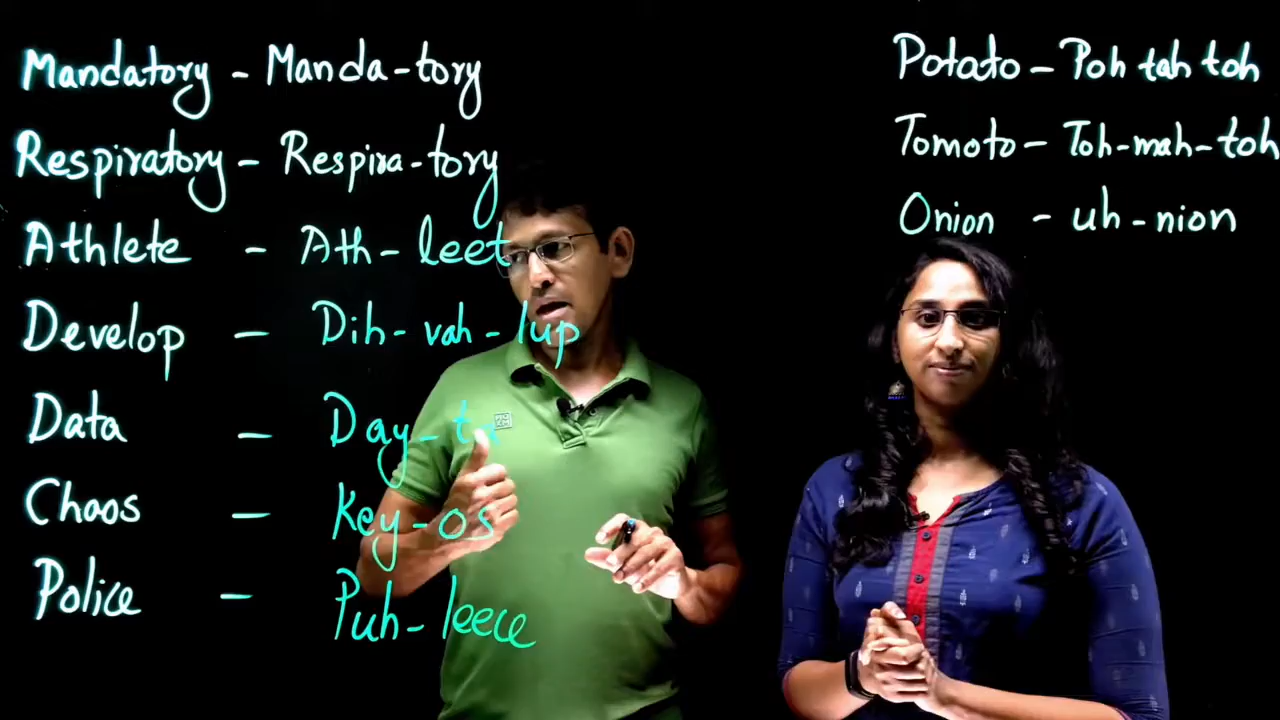 Mandatory - Manda-tory
Respiratory - Respira-tory
Athlete - Ath-leet
Develop - Dih-vah-lup
Data - Day-ta
Chaos - Key-os
Police - Puh-leece
Potato - Poh tah toh
Tomoto - Toh-mah-toh
Onion - uh-nion